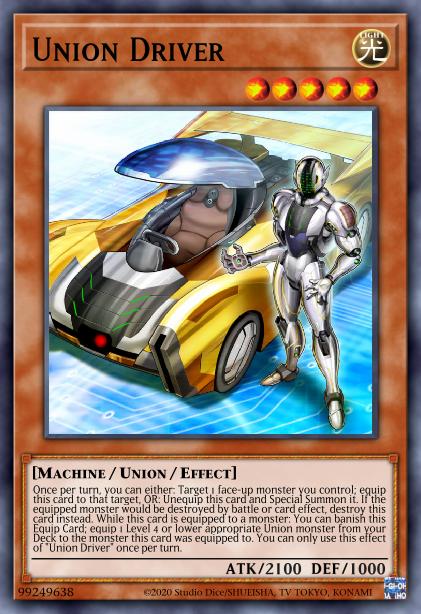 UNION DRIVER
LIGHT
光
[MACHINE / UNION / EFFECT]
Once per turn, you can either: Target 1 face-up monster you control; equip
this card to that target, OR: Unequip this card and Special Summon it. If the
equipped monster would be destroyed by battle or card effect, destroy this
card instead. While this card is equipped to a monster: You can banish this
Equip Card; equip 1 Level 4 or lower appropriate Union monster from your
Deck to the monster this card was equipped to. You can only use this effect
of "Union Driver" once per turn.
ATK/2100 DEF/1000
99249638
©2020 Studio Dice/SHUEISHA, TV TOKYO, KONAMI